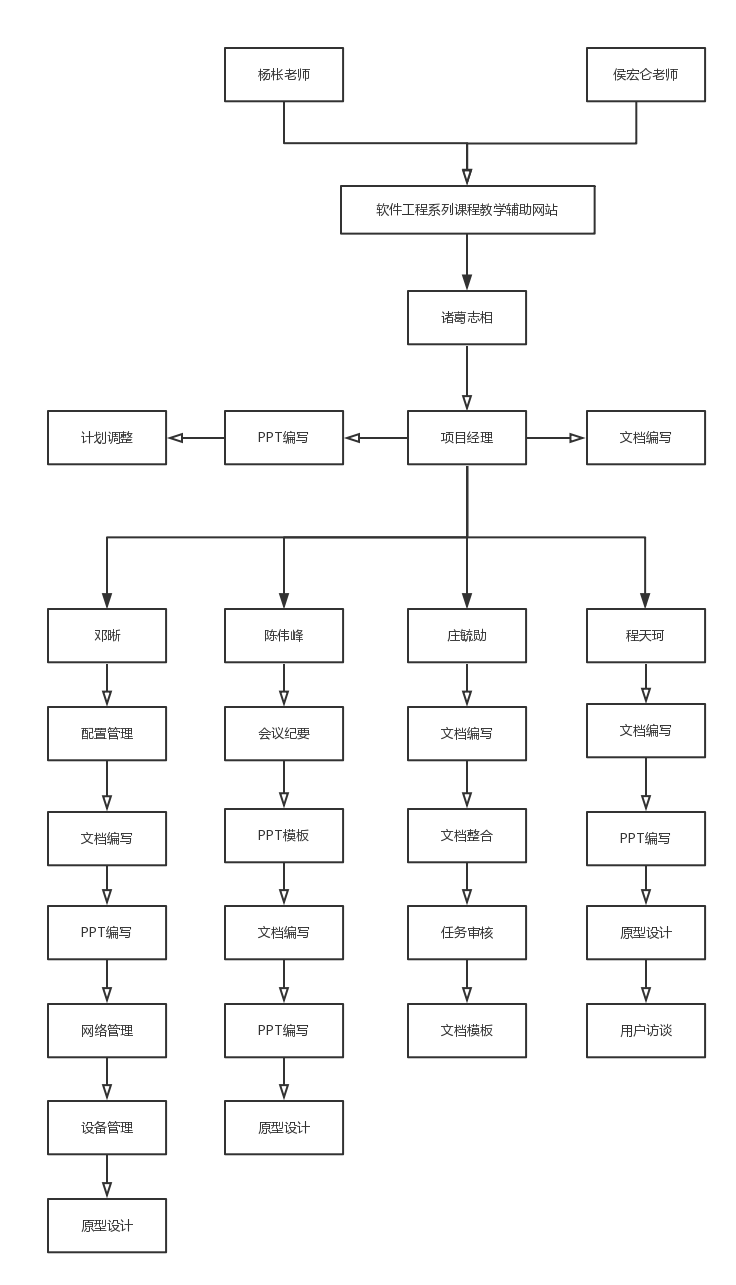 杨枨老师
侯宏仑老师
软件工程系列课程教学辅助网站
诸葛志相
计划调整
PPT编写
项目经理
文档编写
邓晰
陈伟峰
庄毓勋
程天珂
配置管理
会议纪要
文档编写
文档编写
文档编写
PPT模板
文档整合
PPT编写
PPT编写
文档编写
任务审核
原型设计
网络管理
PPT编写
文档模板
用户访谈
设备管理
原型设计
原型设计